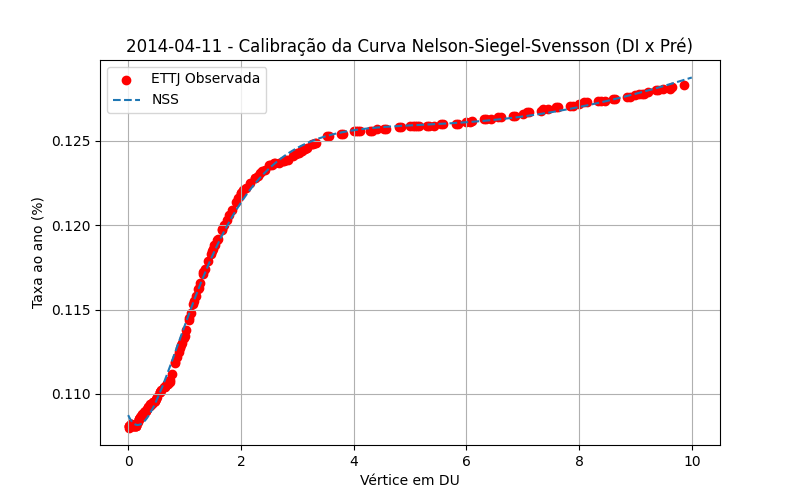 2014-04-11 - Calibração da Curva Nelson-Siegel-Svensson (DI x Pré)
ETTJ Observada
NSS
0.125
0.120
0.115
0.110
Taxa ao ano (%)
0 2 4 6 8 10
Vértice em DU